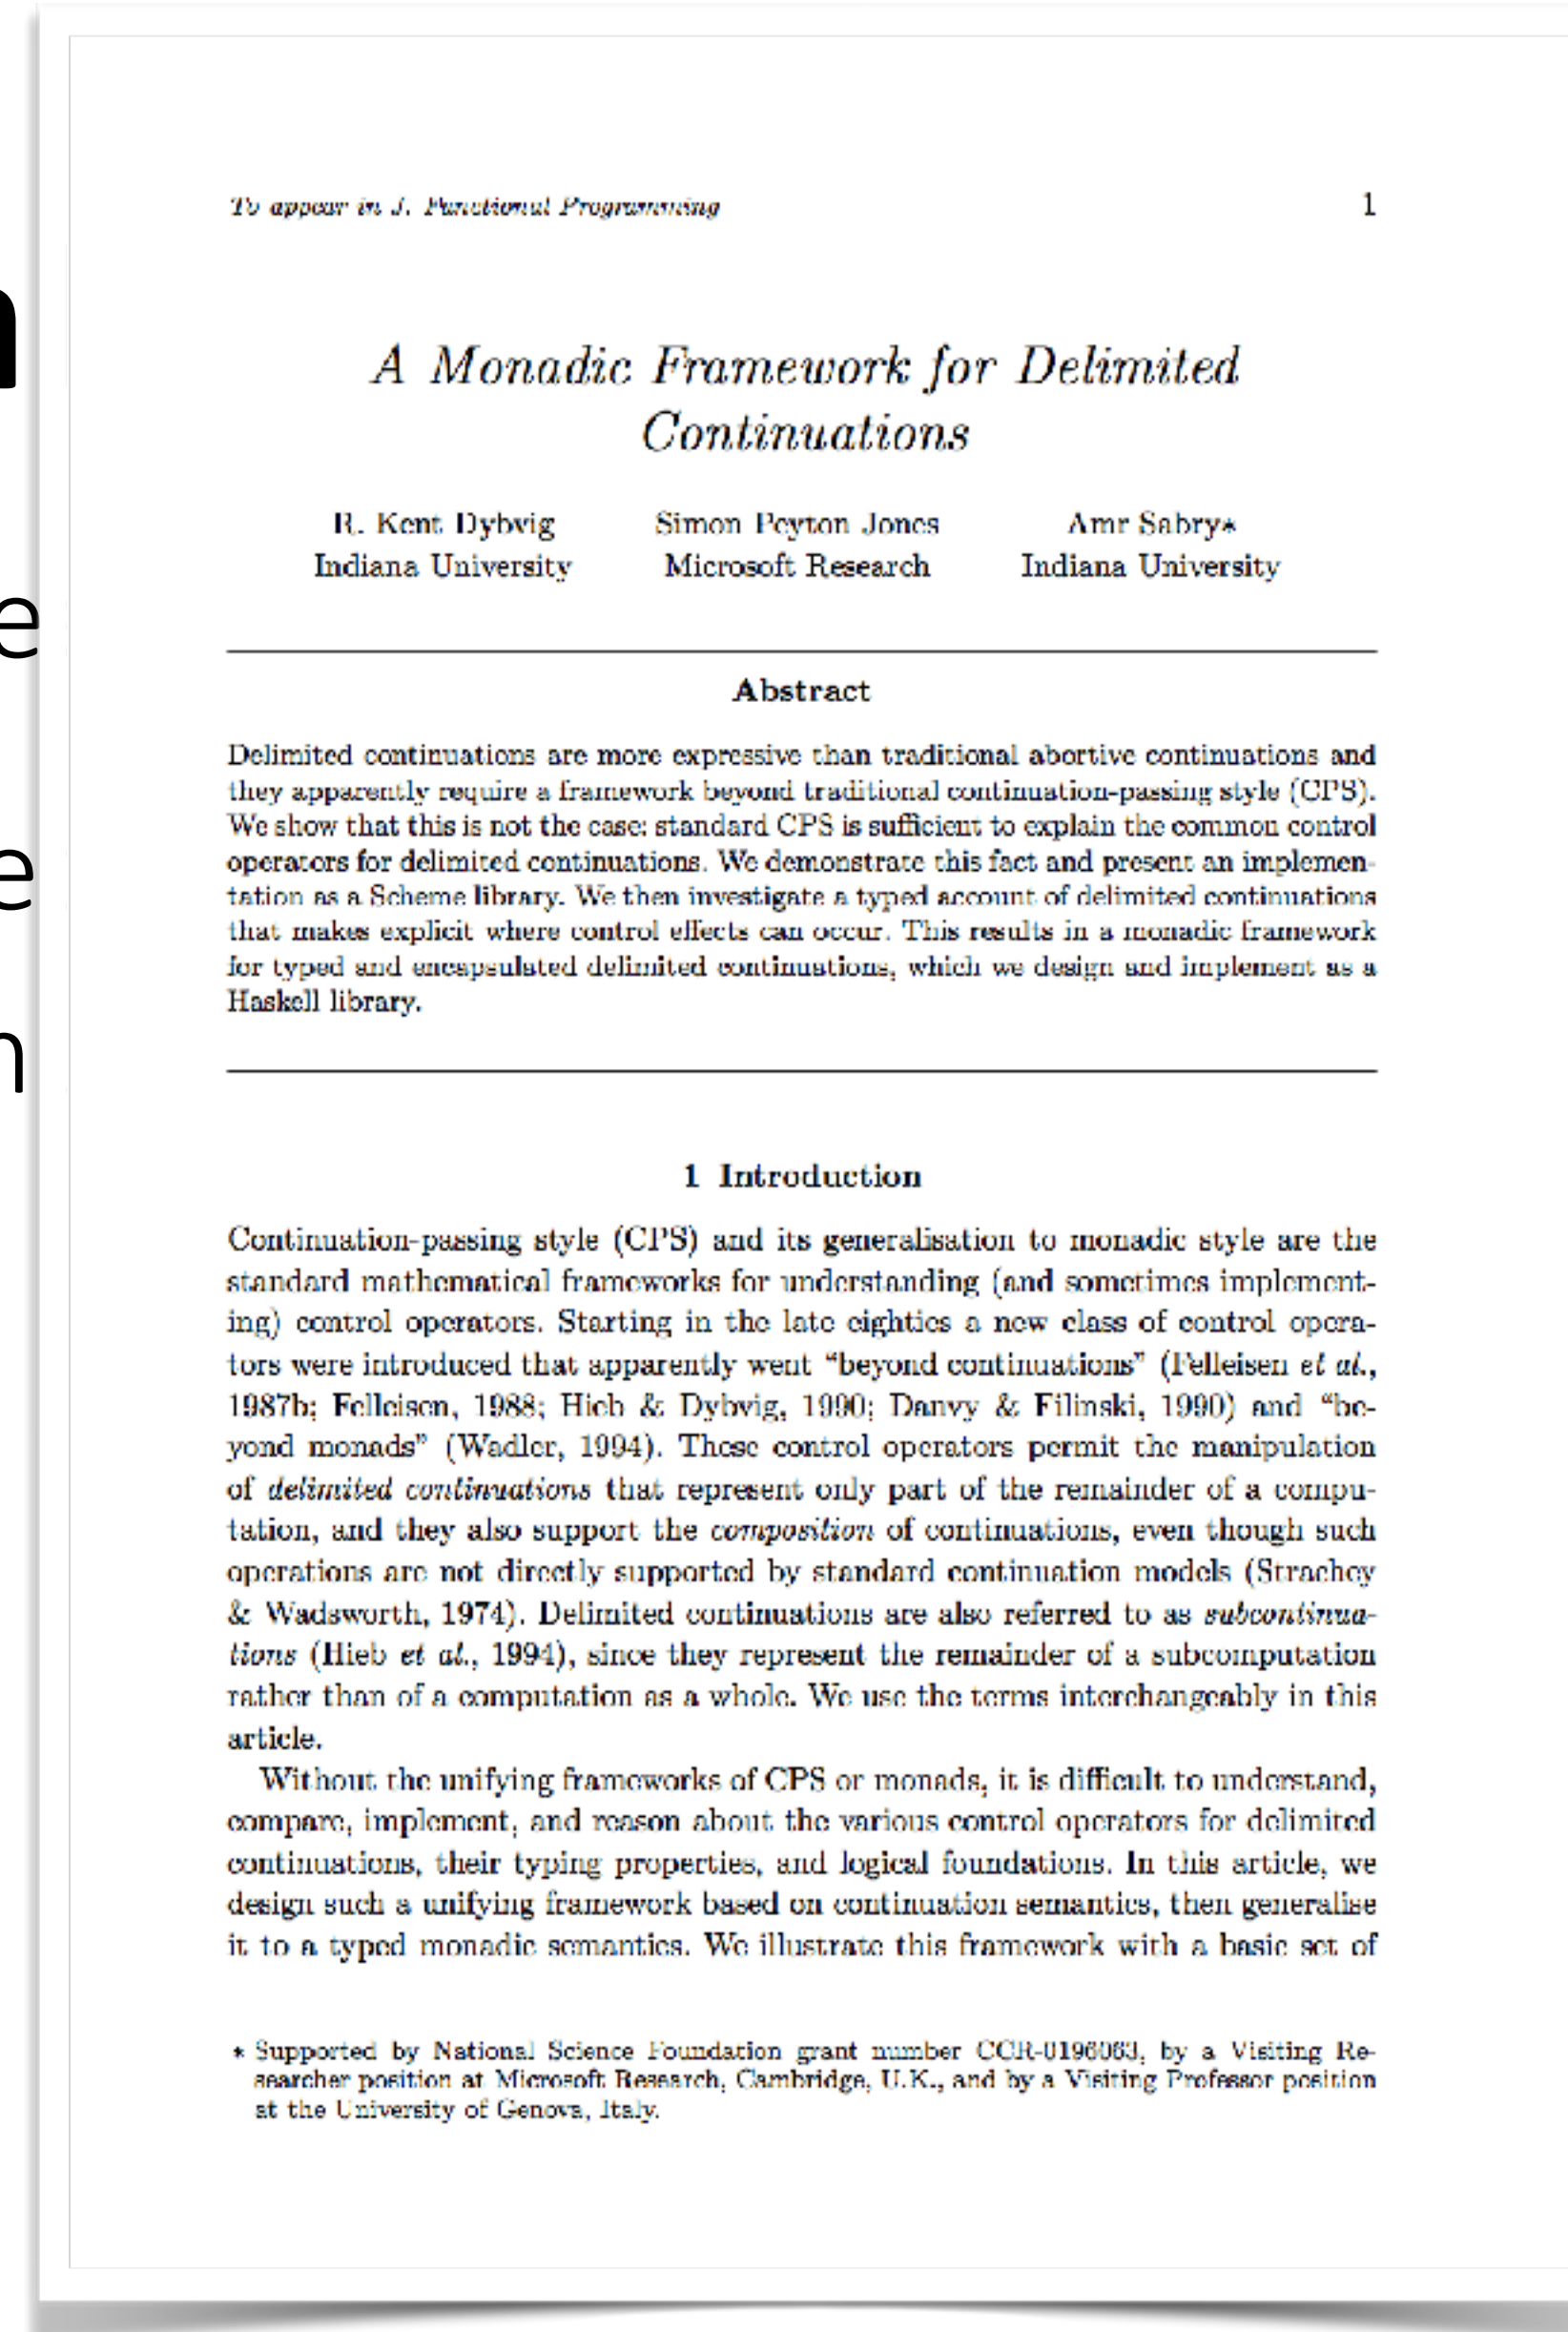 n
e
e
n
To appear in J. Functional Programming
1
A Monadic Framework for Delimited
Continuations
R. Kent Dybvig Simon Peyton Jones Amr Sabry*
Indiana University Microsoft Research Indiana University
Abstract
Delimited continuations are more expressive than traditional abortive continuations and
they apparently require a framework beyond traditional continuation-passing style (CPS).
We show that this is not the case: standard CPS is sufficient to explain the common control
operators for delimited continuations. We demonstrate this fact and present an implemen-
tation as a Scheme library. We then investigate a typed account of delimited continuations
that makes explicit where control effects can occur. This results in a monadic framework
for typed and encapsulated delimited continuations, which we design and implement as a
Haskell library.
1 Introduction
Continuation-passing style (CPS) and its generalisation to monadic style are the
standard mathematical frameworks for understanding (and sometimes implement-
ing) control operators. Starting in the late eighties a new class of control opera-
tors were introduced that apparently went “beyond continuations” (Felleisen et al.,
1987b; Felleisen, 1988; Hieb & Dybvig, 1990; Danvy & Filinski, 1990) and “be-
yond monads” (Wadler, 1994). These control operators permit the manipulation
of delimited continuations that represent only part of the remainder of a compu-
tation, and they also support the composition of continuations, even though such
operations are not directly supported by standard continuation models (Strachey
& Wadsworth, 1974). Delimited continuations are also referred to as subcontinua-
tions (Hieb et al., 1994), since they represent the remainder of a subcomputation
rather than of a computation as a whole. We use the terms interchangeably in this
article.
Without the unifying frameworks of CPS or monads, it is difficult to understand,
compare, implement, and reason about the various control operators for delimited
continuations, their typing properties, and logical foundations. In this article, we
design such a unifying framework based on continuation semantics, then generalise
it to a typed monadic semantics. We illustrate this framework with a basic set of
* Supported by National Science Foundation grant number CCR-0196063, by a Visiting Re-
searcher position at Microsoft Research, Cambridge, U.K., and by a Visiting Professor position
at the University of Genova, Italy.